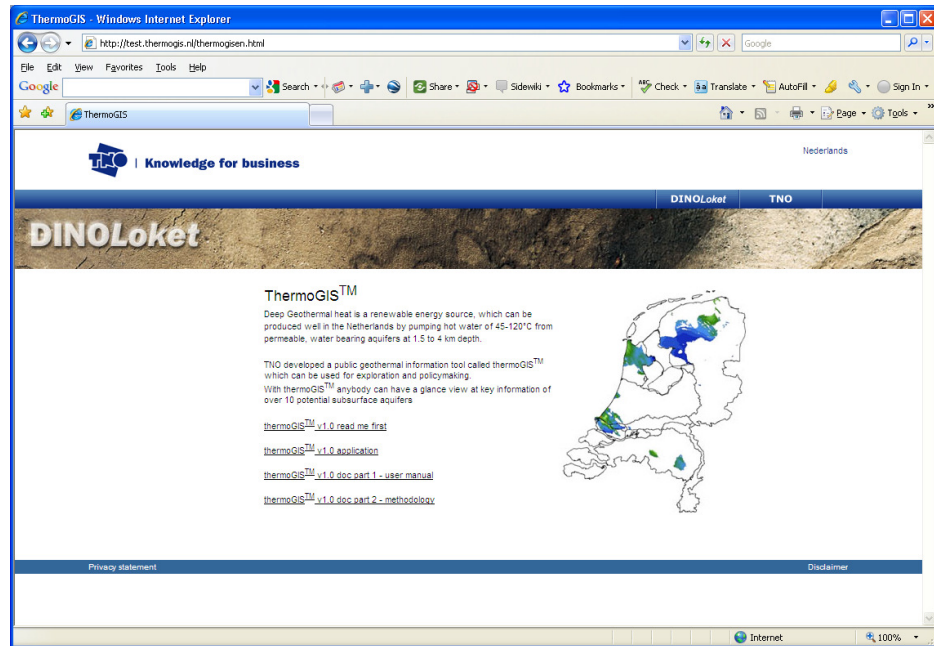 ThermoGIS - Windows Internet Explorer
http://test.thermogis.nl/thermogisen.html
Google
File Edit View Favorites Tools Help
Google Search Share Sidewiki Bookmarks Check Translate AutoFill Sign In
ThermoGIS Page Tools
TNO | Knowledge for business
Nederlands
DINOLoket TNO
DINOLoket
ThermoGIS™
Deep Geothermal heat is a renewable energy source, which can be
produced well in the Netherlands by pumping hot water of 45-120°C from
permeable, water bearing aquifers at 1.5 to 4 km depth.
TNO developed a public geothermal information tool called thermoGIS™
which can be used for exploration and policymaking.
With thermoGIS™ anybody can have a glance view at key information of
over 10 potential subsurface aquifers
thermoGIS™ v1.0 read me first
thermoGIS™ v1.0 application
thermoGIS™ v1.0 doc part 1 - user manual
thermoGIS™ v1.0 doc part 2 - methodology
Privacy statement Disclaimer
Internet 100%